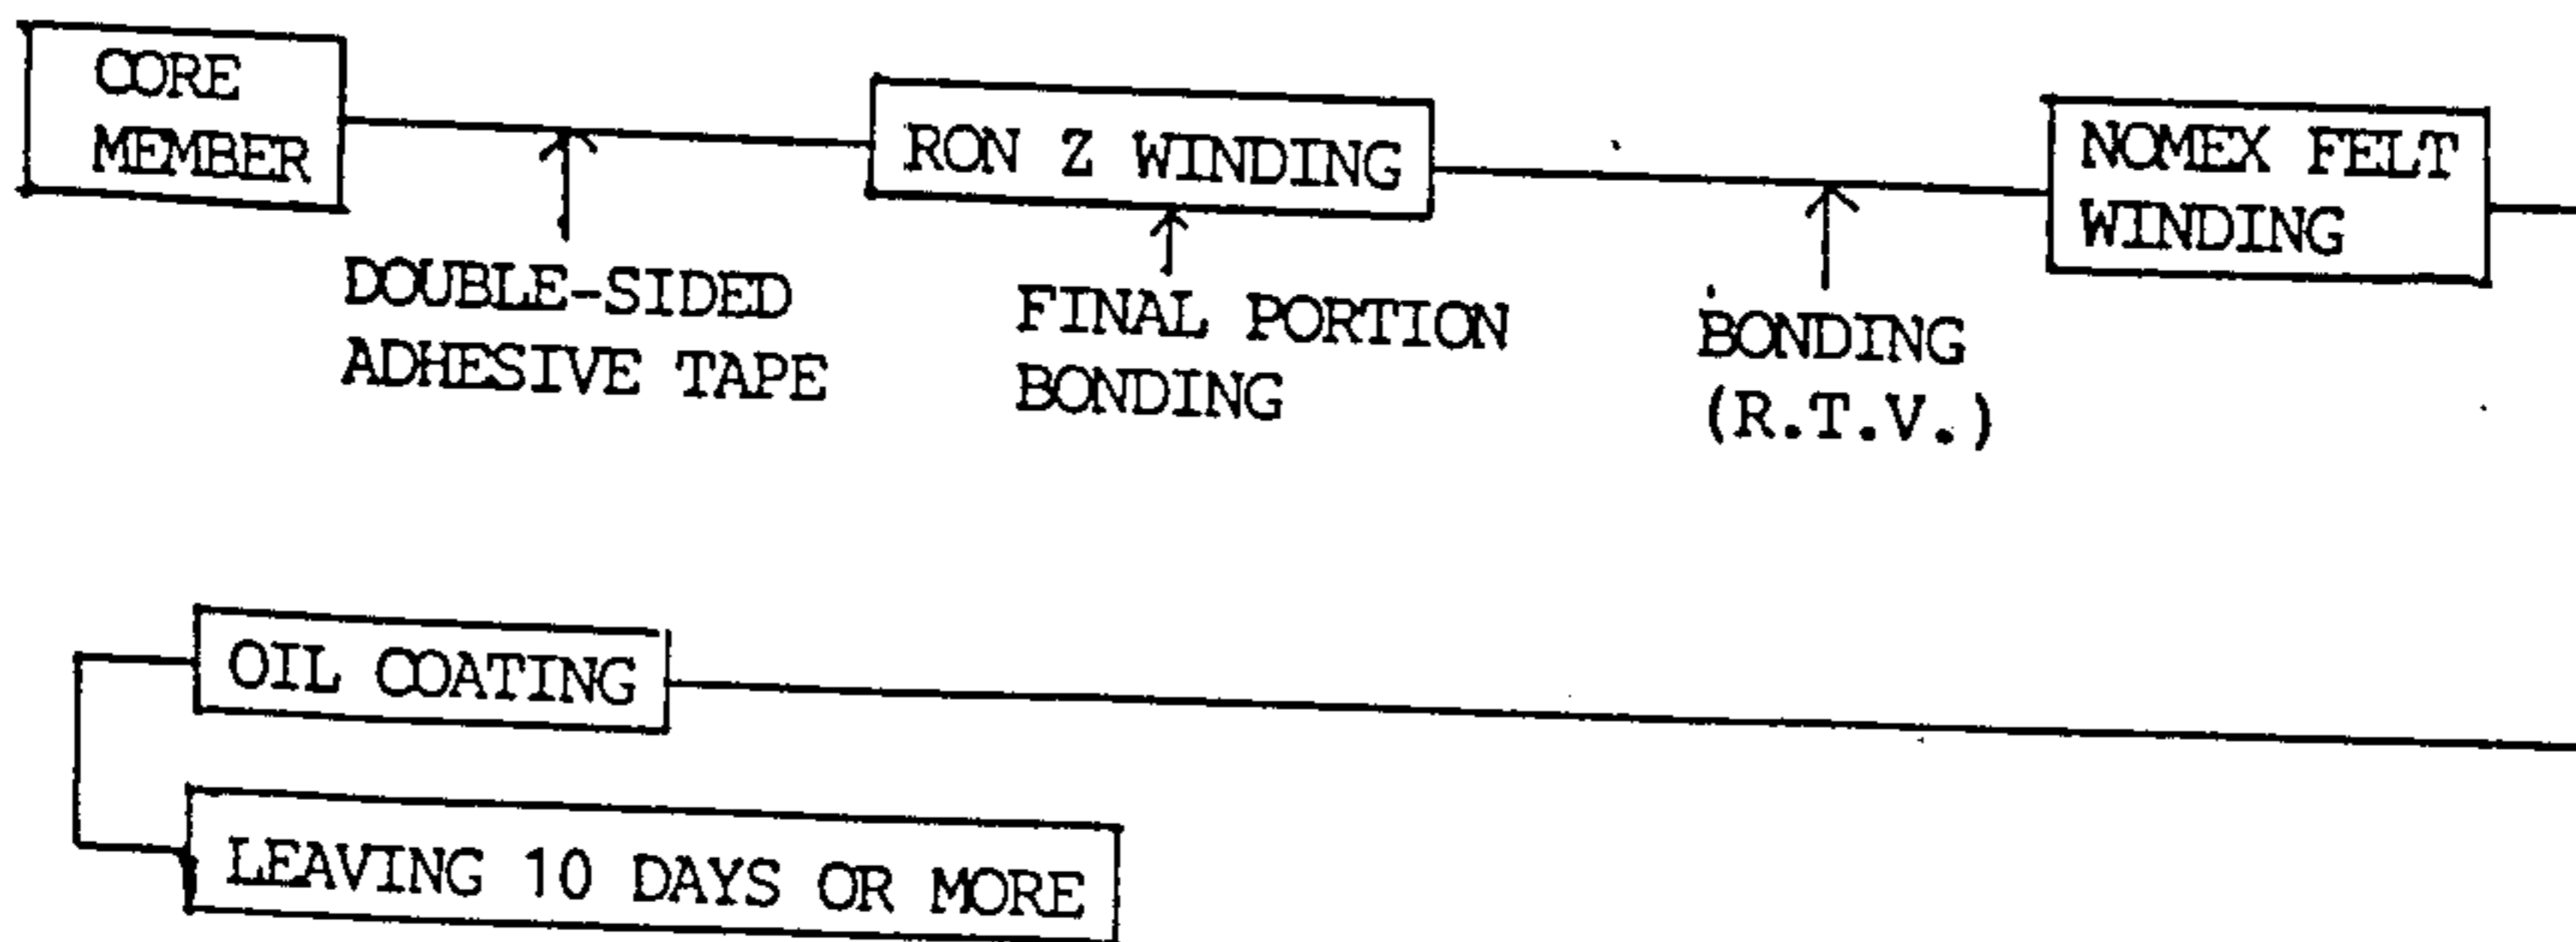 CORE
MEMBER
RON Z WINDING
NOMEX FELT
WINDING
DOUBLE-SIDED
ADHESIVE TAPE
FINAL PORTION
BONDING
BONDING
(R.T.V.)
OIL COATING
LEAVING 10 DAYS OR MORE